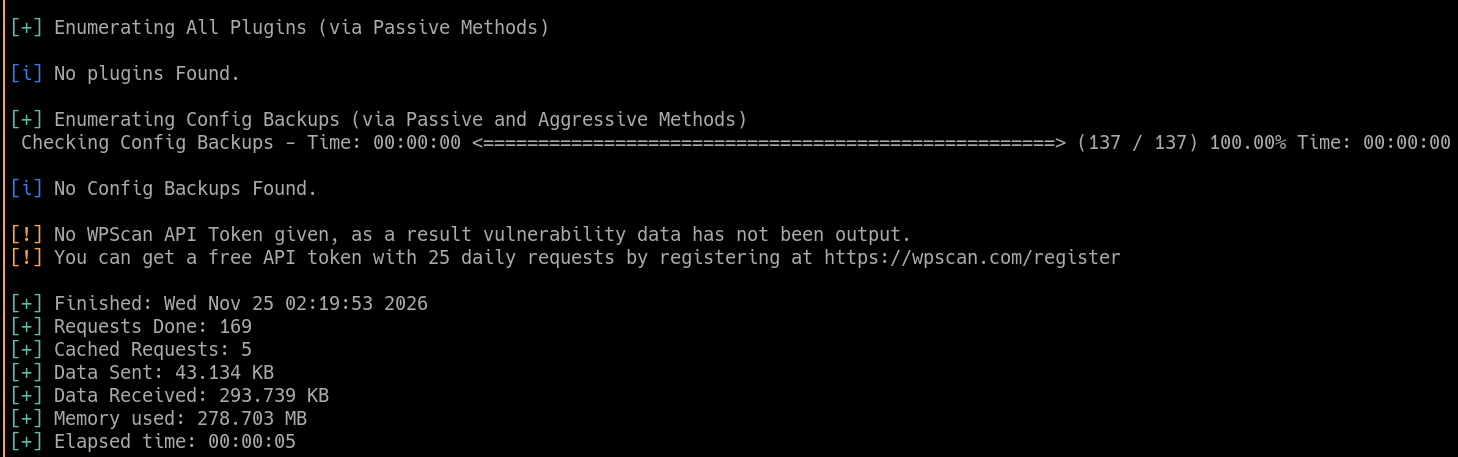 [+] Enumerating All Plugins (via Passive Methods)
[i] No plugins Found.
[+] Enumerating Config Backups (via Passive and Aggressive Methods)
Checking Config Backups - Time: 00:00:00 <====================================================> (137 / 137) 100.00% Time: 00:00:00
[i] No Config Backups Found.
[!] No WPScan API Token given, as a result vulnerability data has not been output.
[!] You can get a free API token with 25 daily requests by registering at https://wpscan.com/register
[+] Finished: Wed Nov 25 02:19:53 2026
[+] Requests Done: 169
[+] Cached Requests: 5
[+] Data Sent: 43.134 KB
[+] Data Received: 293.739 KB
[+] Memory used: 278.703 MB
[+] Elapsed time: 00:00:05